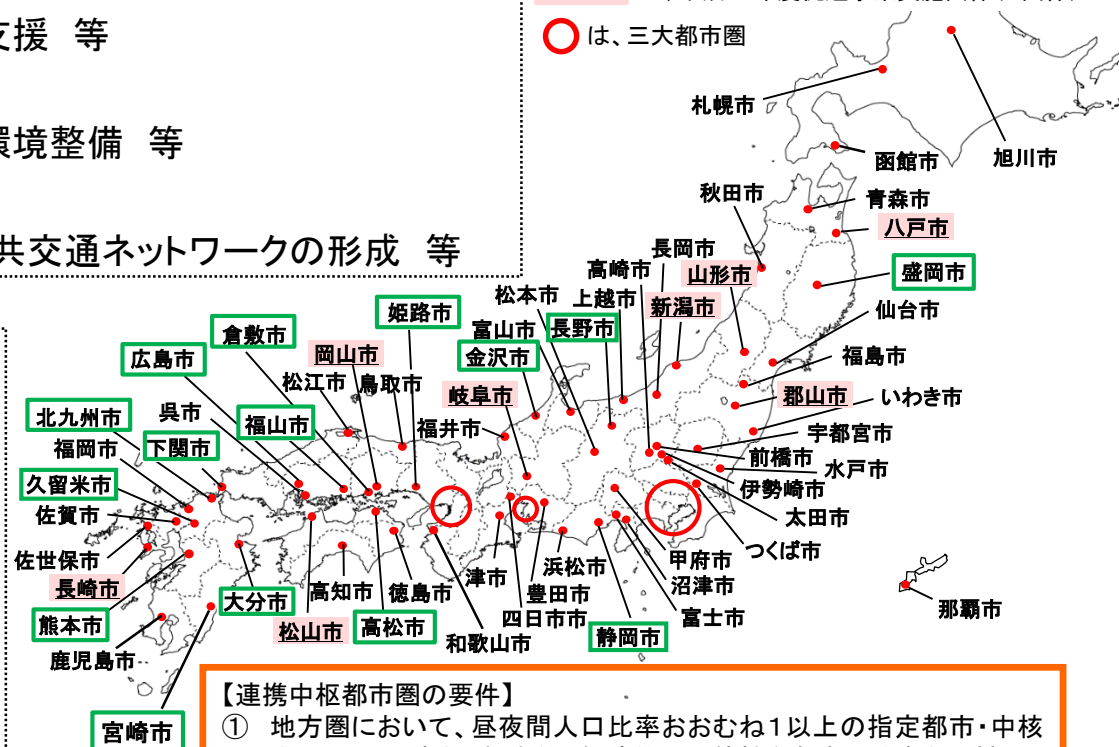 支援 等
環境整備 等
共交通ネットワークの形成 等
は、三大都市圏
札幌市
函館市
旭川市
秋田市
青森市
八戸市
盛岡市
仙台市
長岡市
高崎市
山形市
松本市
上越市
新潟市
福島市
姫路市
富山市
長野市
倉敷市
金沢市
広島市
岡山市
松江市
鳥取市
岐阜市
郡山市
いわき市
北九州市
呉市
福山市
福井市
宇都宮市
福岡市
下関市
前橋市
水戸市
久留米市
伊勢崎市
佐賀市
太田市
佐世保市
つくば市
甲府市
長崎市
大分市
高知市
徳島市
津市
浜松市
沼津市
豊田市
熊本市
松山市
高松市
四日市市
富士市
那覇市
和歌山市
静岡市
鹿児島市
宮崎市
【連携中枢都市圏の要件】
① 地方圏において、昼夜間人口比率おおむね1以上の指定都市・中核